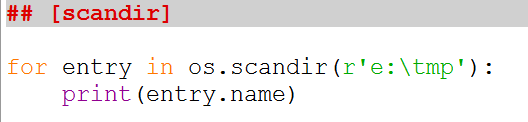 ## [scandir]
for entry in os.scandir(r'e:\tmp'):
    print(entry.name)